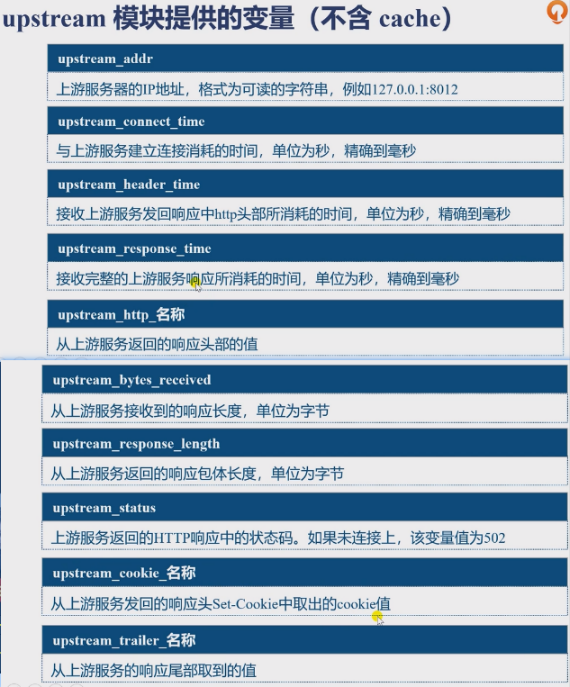 upstream 模块提供的变量（不含 cache）
upstream_addr
上游服务器的IP地址，格式为可读的字符串，例如127.0.0.1:8012
upstream_connect_time
与上游服务建立连接消耗的时间，单位为秒，精确到毫秒
upstream_header_time
接收上游服务发回响应中http头部所消耗的时间，单位为秒，精确到毫秒
upstream_response_time
接收完整的上游服务响应所消耗的时间，单位为秒，精确到毫秒
upstream_http_名称
从上游服务返回的响应头部的值
upstream_bytes_received
从上游服务接收到的响应长度，单位为字节
upstream_response_length
从上游服务返回的响应包体长度，单位为字节
upstream_status
上游服务返回的HTTP响应中的状态码。如果未连接上，该变量值为502
upstream_cookie_名称
从上游服务发回的响应头Set-Cookie中取出的cookie值
upstream_trailer_名称
从上游服务的响应尾部取到的值